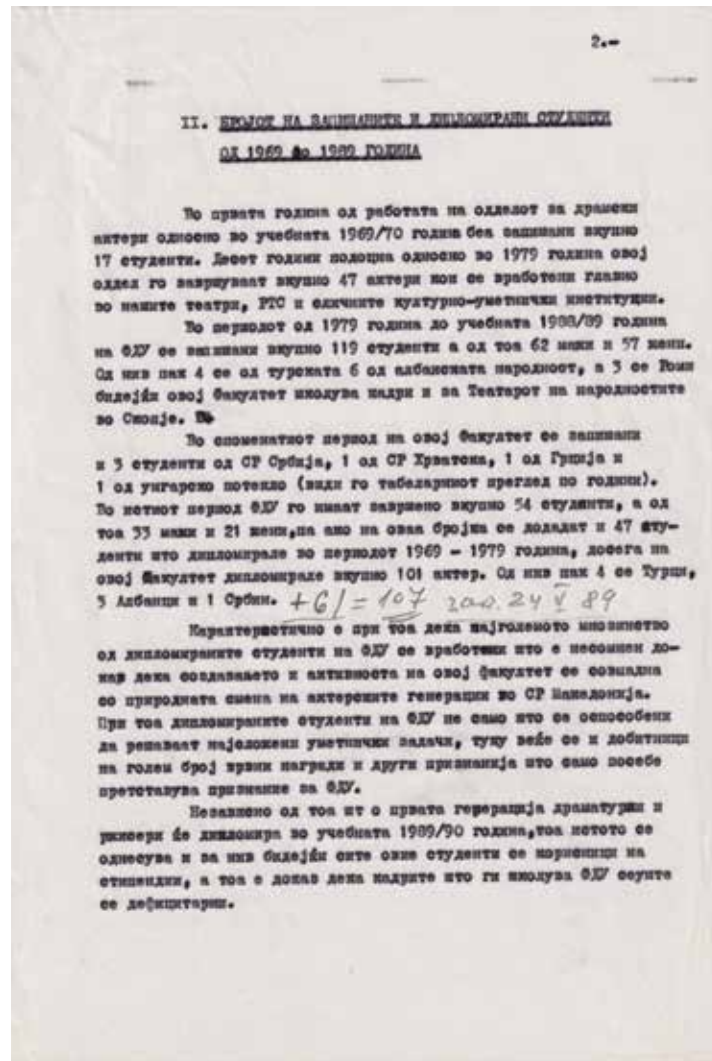 2.-
II. БРОЈОТ НА ЗАПИШАНИТЕ И ДИПЛОМИРАНИ СТУДЕНТИ
ОД 1969 до 1989 ГОДИНА
Во првата година од работата на одделот за драмски
актери односно во учебната 1969/70 година беа запишани вкупно
17 студенти. Десет години подоцна односно во 1979 година овој
оддел го завршуваат вкупно 47 актери кои се вработени главно
во нашите театри, РТС и сличните културно-уметнички институции.
Во периодот од 1979 година до учебната 1988/89 година
на ФДУ се запишани вкупно 119 студенти а од тоа 62 мажи и 57 жени.
Од нив пак 4 се од турската 6 од албанската народност, а 3 се Роми
бидејќи овој Факултет школува кадри и за Театарот на народностите
во Скопје.
Во споменатиот период на овој Факултет се запишани
и 3 студенти од СР Србија, 1 од СР Хрватска, 1 од Грција и
1 од унгарско потекло (види го табеларниот преглед по години).
Во истиот период ФДУ го имаат завршено вкупно 54 студенти, а од
тоа 33 мажи и 21 жени,па ако на оваа бројка се додадат и 47 сту-
денти што дипломирале во периодот 1969 - 1979 година, досега на
овој Факултет дипломирале вкупно 101 актер. Од нив пак 4 се Турци,
3 Албанци и 1 Србин. +6/= 107 24 V 89
Карактеристично е при тоа дека најголемото мнозинство
од дипломираните студенти на ФДУ се вработени што е несомнен до-
каз дека создавањето и активноста на овој факултет се совпадна
со природната смена на актерските генерации во СР Македонија.
При тоа дипломираните студенти на ФДУ не само што са оспособени
да решаваат најсложени уметнички задачи, туку веќе се и добитници
на голем број врвни награди и други признанија што само посебе
претставува признание за ФДУ.
Независно од тоа шт о првата генерација драматурзи и
режисери ќе дипломира во учебната 1989/90 година,тоа истото се
однесува и за нив бидејќи сите овие студенти се корисници на
стипендии, а тоа е доказ дека кадрите што ги школува ФДУ сеуште
се дефицитарни.